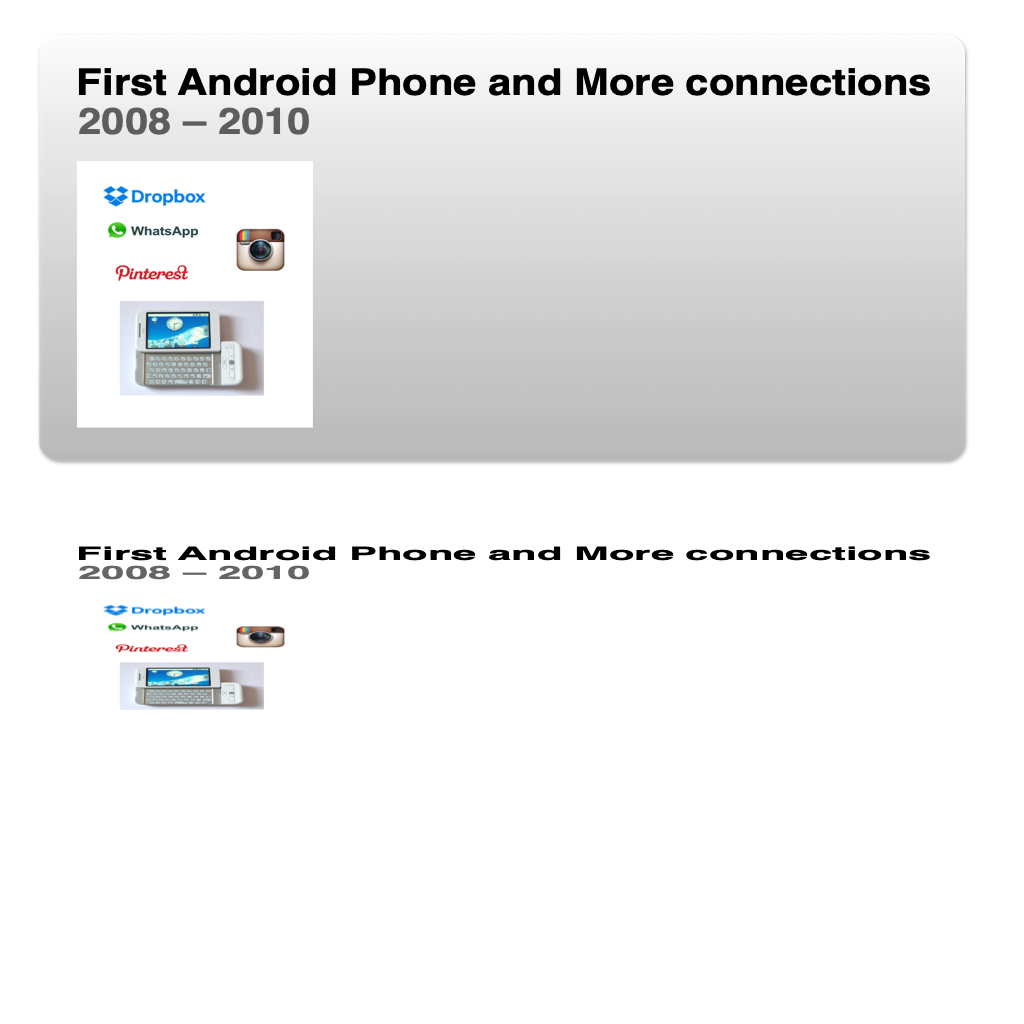 First Android Phone and More connections
2008 – 2010
Dropbox
WhatsApp
Pinterest
First Android Phone and More connections
2008 – 2010
Dropbox
WhatsApp
Pinterest